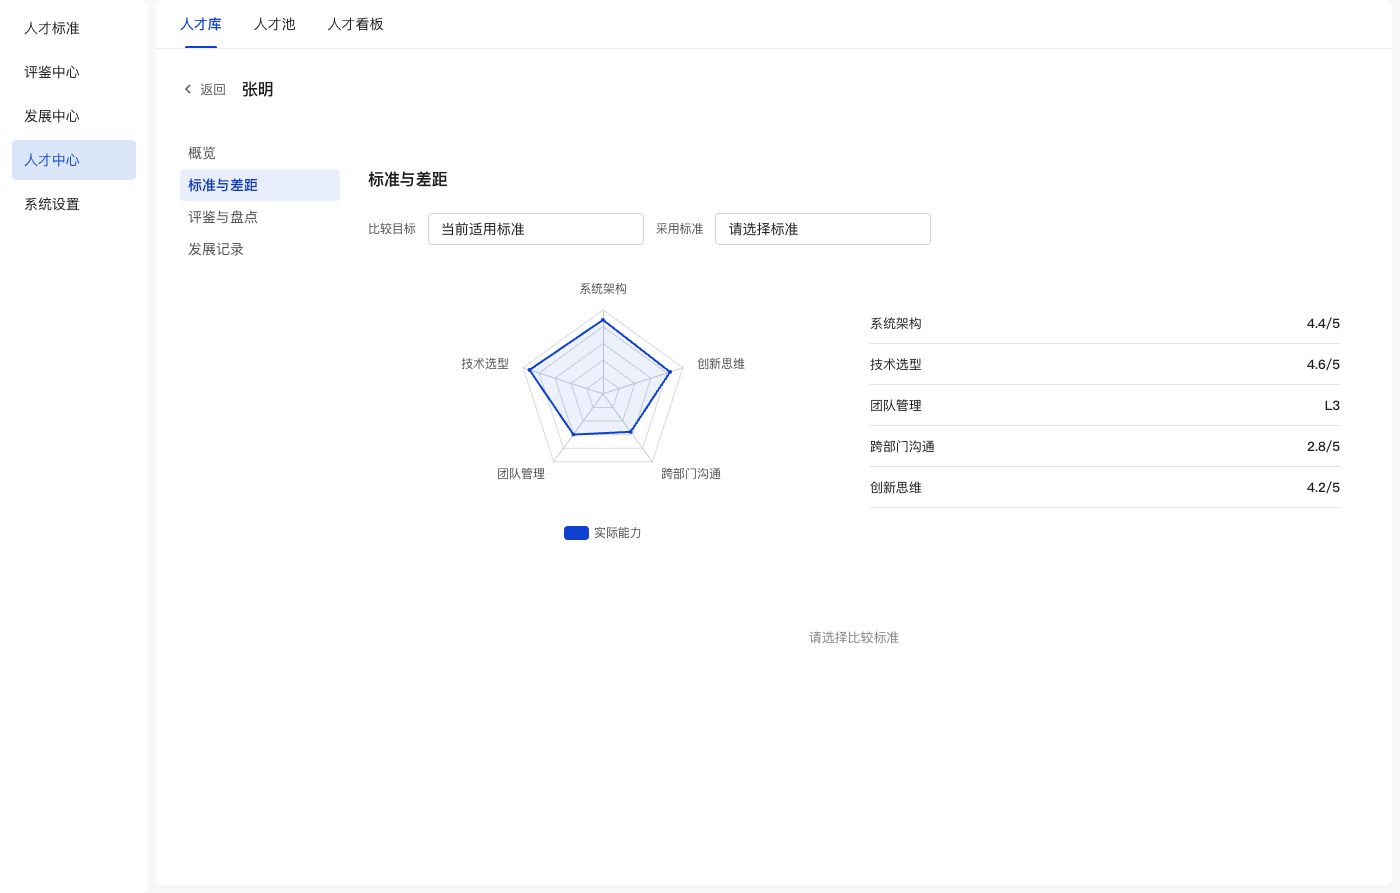 人才标准
评鉴中心
发展中心
人才中心
系统设置
人才库
人才池
人才看板
返回
张明
概览
标准与差距
评鉴与盘点
发展记录
标准与差距
比较目标
当前适用标准
采用标准
请选择标准
系统架构
技术选型
创新思维
团队管理
跨部门沟通
实际能力
系统架构 4.4/5
技术选型 4.6/5
团队管理 L3
跨部门沟通 2.8/5
创新思维 4.2/5
请选择比较标准